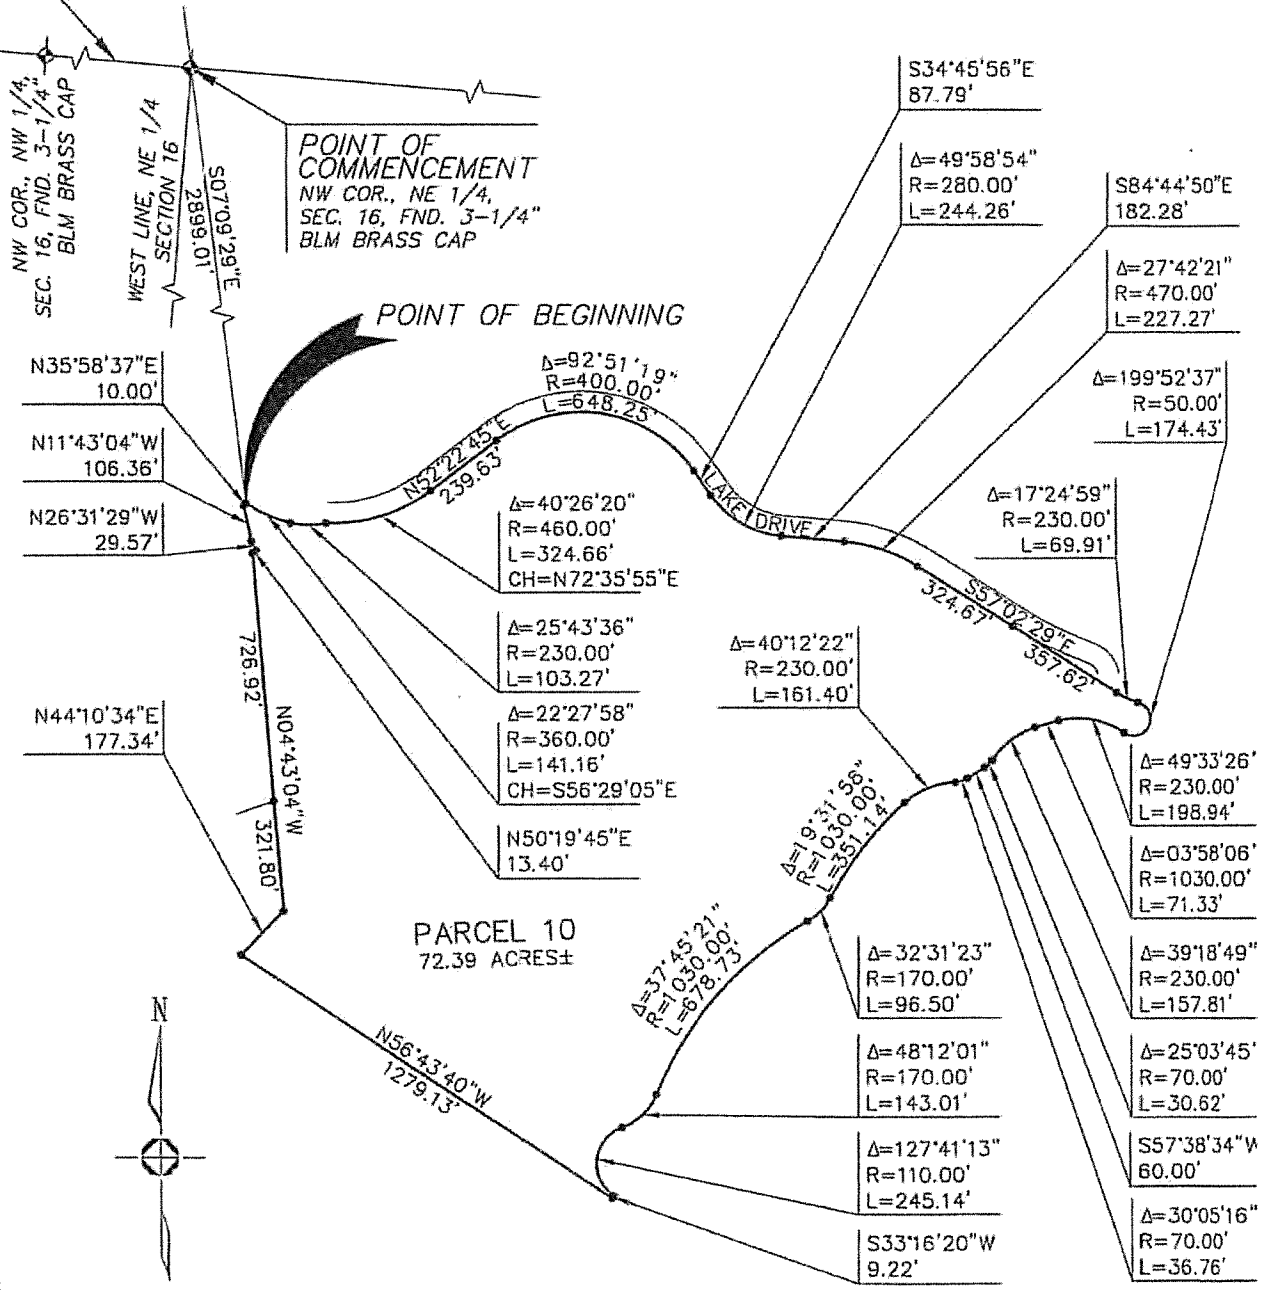 NW COR., NW 1/4,
SEC. 16, FND. 3-1/4"
BLM BRASS CAP
WEST LINE, NE 1/4
SECTION 16
S07°09'29"E
2899.01'
POINT OF
COMMENCEMENT
NW COR., NE 1/4,
SEC. 16, FND. 3-1/4"
BLM BRASS CAP
POINT OF BEGINNING
S34°45'56"E
87.79'
Δ=49°58'54"
R=280.00'
L=244.26'
S84°44'50"E
182.28'
Δ=27°42'21"
R=470.00'
L=227.27'
Δ=199°52'37"
R=50.00'
L=174.43'
Δ=17°24'59"
R=230.00'
L=69.91'
N35°58'37"E
10.00'
N11°43'04"W
106.36'
N26°31'29"W
29.57'
Δ=92°51'19"
R=400.00'
L=648.25'
N52°22'45"E
239.63'
LAKE DRIVE
S57°02'29"E
324.67'
357.62'
Δ=40°26'20"
R=460.00'
L=324.66'
CH=N72°35'55"E
Δ=25°43'36"
R=230.00'
L=103.27'
Δ=22°27'58"
R=360.00'
L=141.16'
CH=S56°29'05"E
N50°19'45"E
13.40'
726.92'
N04°43'04"W
321.80'
N44°10'34"E
177.34'
PARCEL 10
72.39 ACRES±
N56°43'40"W
1279.13'
N
Δ=40°12'22"
R=230.00'
L=161.40'
Δ=19°31'58"
R=1030.00'
L=351.14'
Δ=37°45'21"
R=1030.00'
L=678.73'
Δ=32°31'23"
R=170.00'
L=96.50'
Δ=48°12'01"
R=170.00'
L=143.01'
Δ=127°41'13"
R=110.00'
L=245.14'
S33°16'20"W
9.22'
Δ=49°33'26"
R=230.00'
L=198.94'
Δ=03°58'06"
R=1030.00'
L=71.33'
Δ=39°18'49"
R=230.00'
L=157.81'
Δ=25°03'45"
R=70.00'
L=30.62'
S57°38'34"W
60.00'
Δ=30°05'16"
R=70.00'
L=36.76'